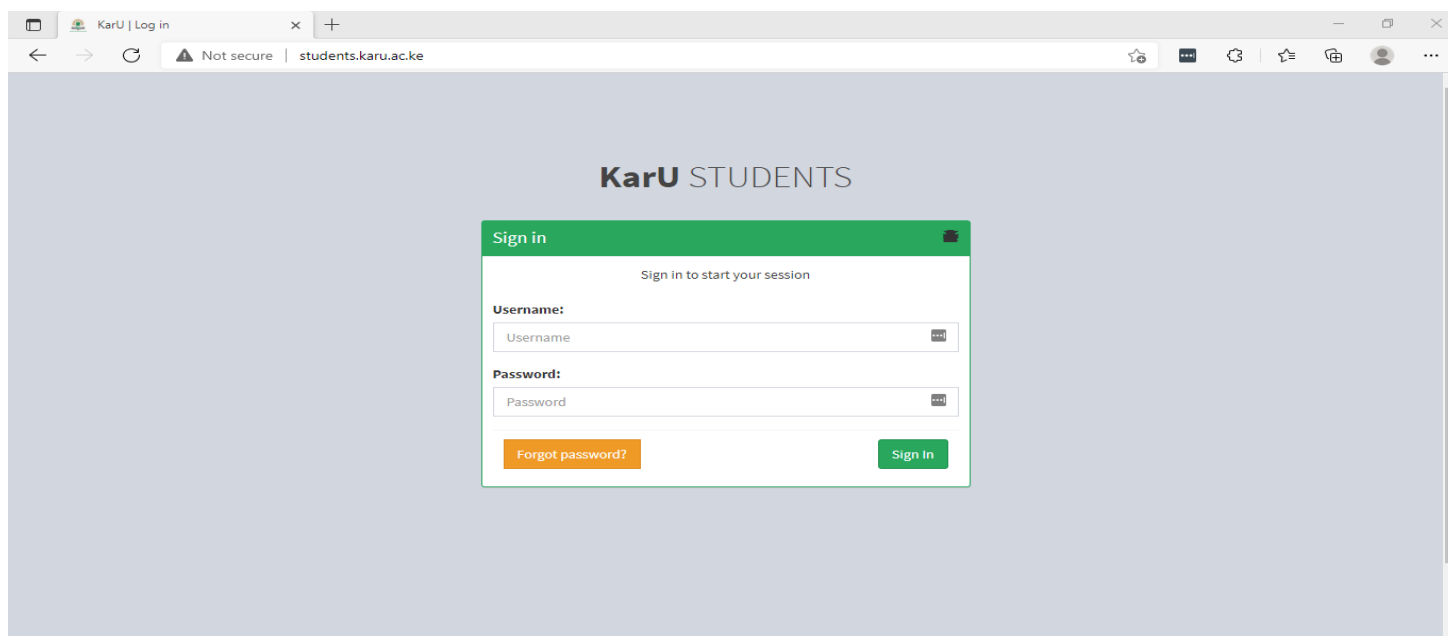 KarU | Log in
Not secure | students.karu.ac.ke
KarU STUDENTS
Sign in
Sign in to start your session
Username:
Username
Password:
Password
Forgot password? Sign In